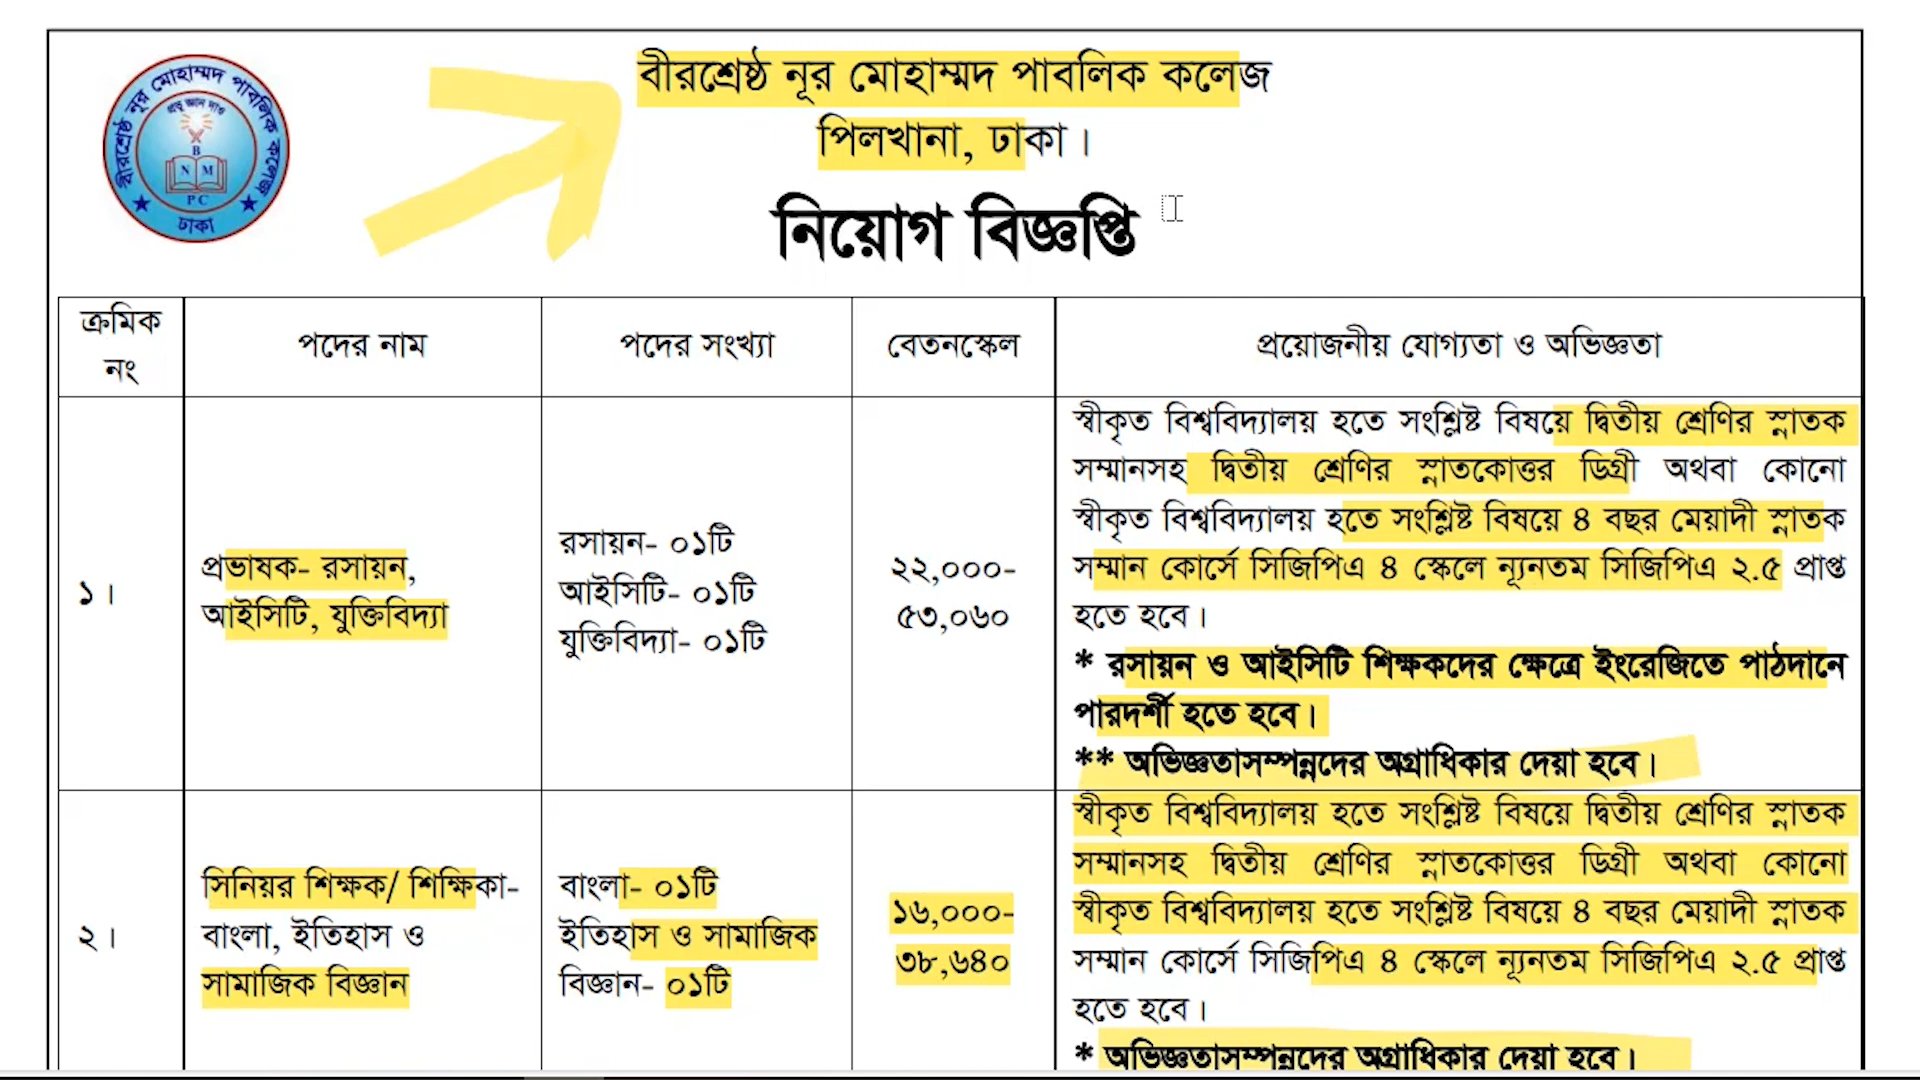 বীরশ্রেষ্ঠ নূর মোহাম্মদ পাবলিক কলেজ
প্রভু জ্ঞান দাও
B
N M
P C
ঢাকা
বীরশ্রেষ্ঠ নূর মোহাম্মদ পাবলিক কলেজ
পিলখানা, ঢাকা।
নিয়োগ বিজ্ঞপ্তি
ক্রমিক
নং
পদের নাম
পদের সংখ্যা
বেতনস্কেল
প্রয়োজনীয় যোগ্যতা ও অভিজ্ঞতা
১।
প্রভাষক- রসায়ন,
আইসিটি, যুক্তিবিদ্যা
রসায়ন- ০১টি
আইসিটি- ০১টি
যুক্তিবিদ্যা- ০১টি
২২,০০০-
৫৩,০৬০
স্বীকৃত বিশ্ববিদ্যালয় হতে সংশ্লিষ্ট বিষয়ে দ্বিতীয় শ্রেণির স্নাতক
সম্মানসহ দ্বিতীয় শ্রেণির স্নাতকোত্তর ডিগ্রী অথবা কোনো
স্বীকৃত বিশ্ববিদ্যালয় হতে সংশ্লিষ্ট বিষয়ে ৪ বছর মেয়াদী স্নাতক
সম্মান কোর্সে সিজিপিএ ৪ স্কেলে ন্যূনতম সিজিপিএ ২.৫ প্রাপ্ত
হতে হবে।
* রসায়ন ও আইসিটি শিক্ষকদের ক্ষেত্রে ইংরেজিতে পাঠদানে
পারদর্শী হতে হবে।
** অভিজ্ঞতাসম্পন্নদের অগ্রাধিকার দেয়া হবে।
২।
সিনিয়র শিক্ষক/ শিক্ষিকা-
বাংলা, ইতিহাস ও
সামাজিক বিজ্ঞান
বাংলা- ০১টি
ইতিহাস ও সামাজিক
বিজ্ঞান- ০১টি
১৬,০০০-
৩৮,৬৪০
স্বীকৃত বিশ্ববিদ্যালয় হতে সংশ্লিষ্ট বিষয়ে দ্বিতীয় শ্রেণির স্নাতক
সম্মানসহ দ্বিতীয় শ্রেণির স্নাতকোত্তর ডিগ্রী অথবা কোনো
স্বীকৃত বিশ্ববিদ্যালয় হতে সংশ্লিষ্ট বিষয়ে ৪ বছর মেয়াদী স্নাতক
সম্মান কোর্সে সিজিপিএ ৪ স্কেলে ন্যূনতম সিজিপিএ ২.৫ প্রাপ্ত
হতে হবে।
* অভিজ্ঞতাসম্পন্নদের অগ্রাধিকার দেয়া হবে।